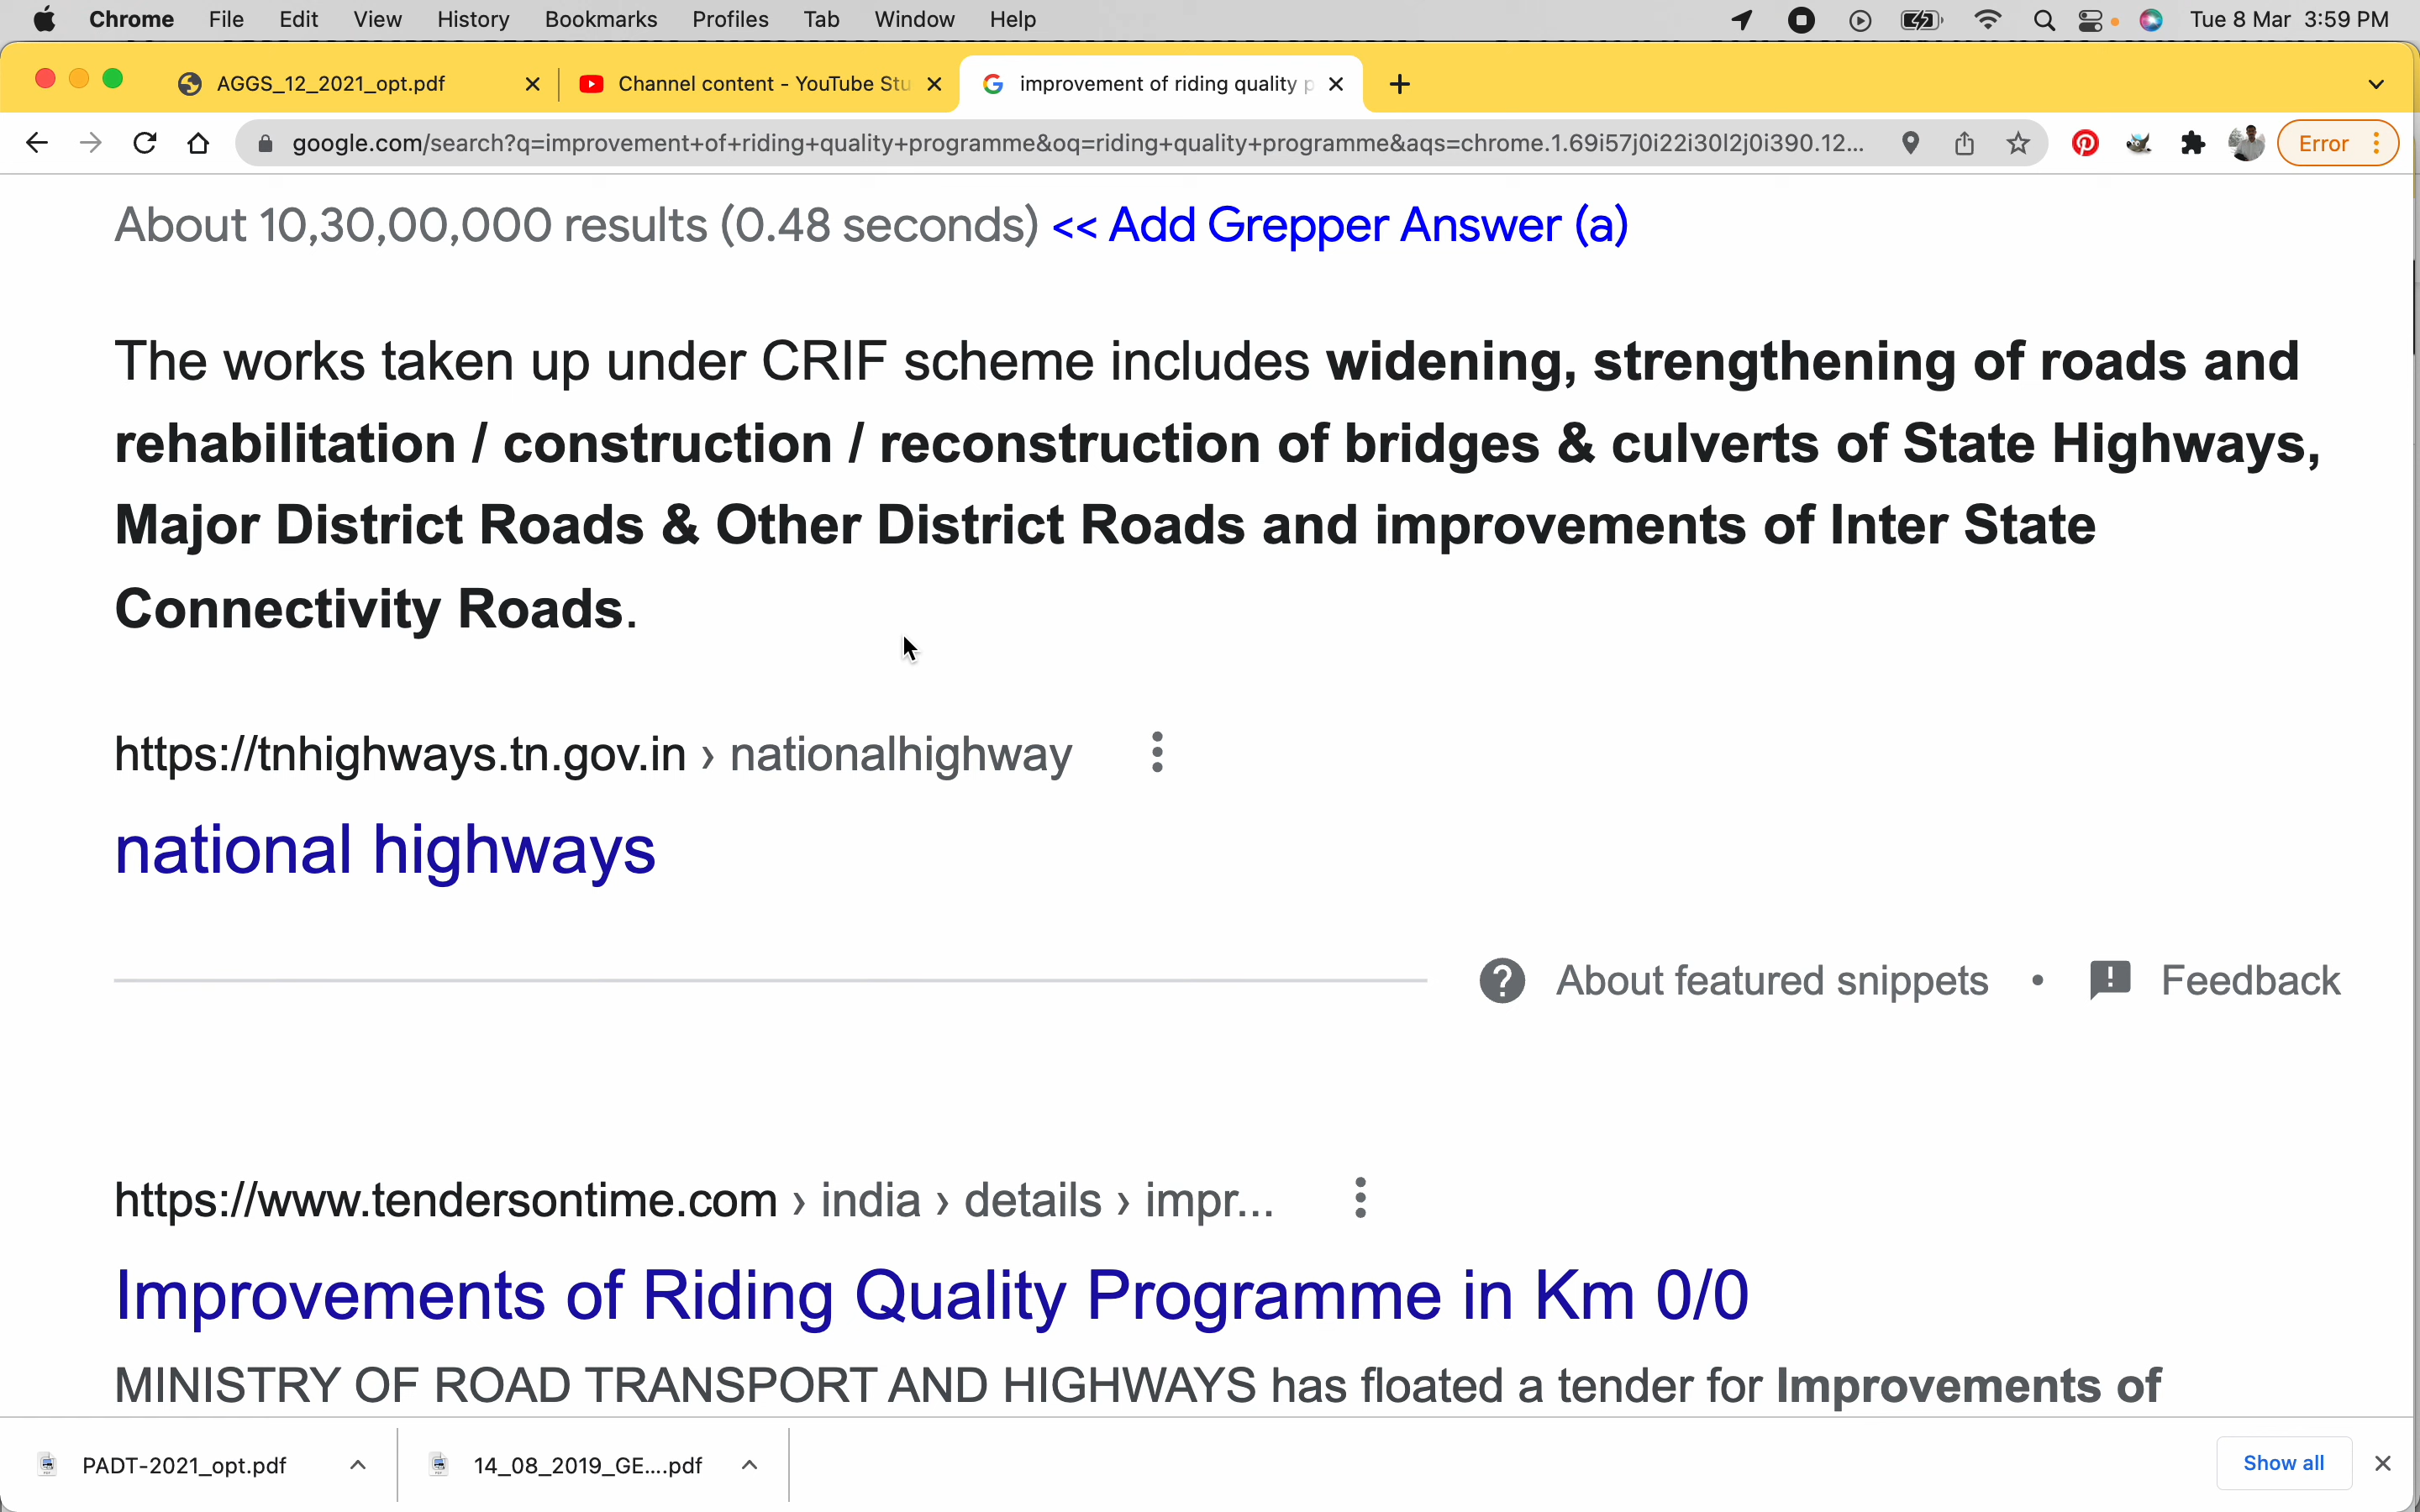 Chrome File Edit View History Bookmarks Profiles Tab Window Help Tue 8 Mar 3:59 PM
AGGS_12_2021_opt.pdf Channel content - YouTube Stu improvement of riding quality p
google.com/search?q=improvement+of+riding+quality+programme&oq=riding+quality+programme&aqs=chrome.1.69i57j0i22i30l2j0i390.12... Error
About 10,30,00,000 results (0.48 seconds) << Add Grepper Answer (a)
The works taken up under CRIF scheme includes widening, strengthening of roads and
rehabilitation / construction / reconstruction of bridges & culverts of State Highways,
Major District Roads & Other District Roads and improvements of Inter State
Connectivity Roads.
https://tnhighways.tn.gov.in › nationalhighway
national highways
About featured snippets • Feedback
https://www.tendersontime.com › india › details › impr...
Improvements of Riding Quality Programme in Km 0/0
MINISTRY OF ROAD TRANSPORT AND HIGHWAYS has floated a tender for Improvements of
PADT-2021_opt.pdf 14_08_2019_GE....pdf Show all